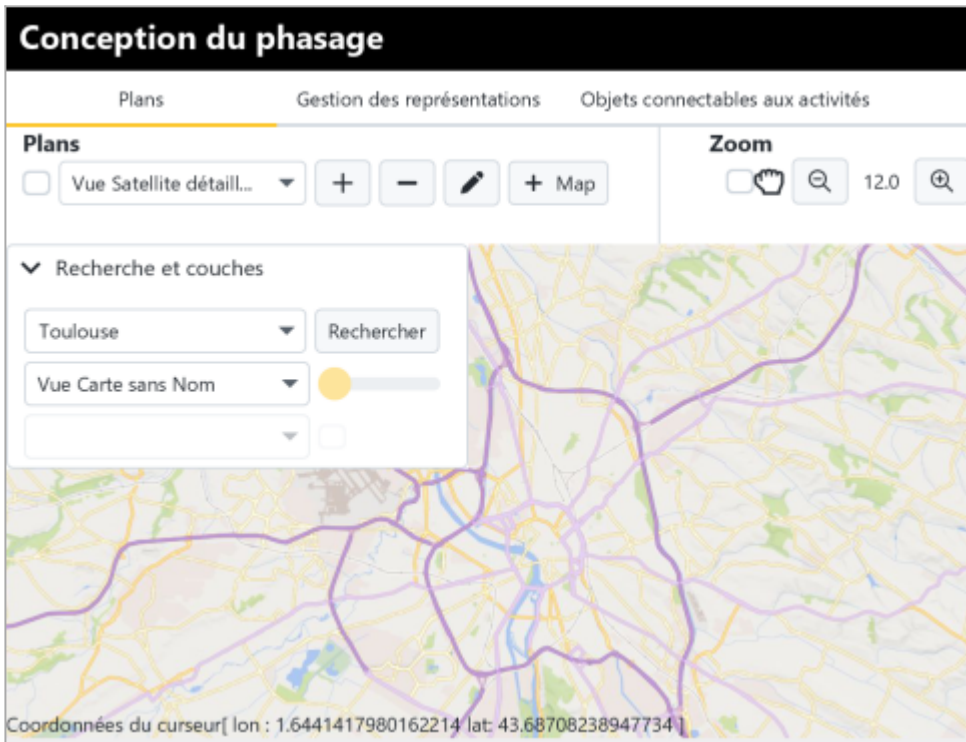 Conception du phasage
Plans Gestion des représentations Objets connectables aux activités
Plans Zoom
Vue Satellite détaill... + Map 12.0
Recherche et couches
Toulouse Rechercher
Vue Carte sans Nom
Coordonnées du curseur[ lon : 1.6441417980162214 lat: 43.68708238947734 ]